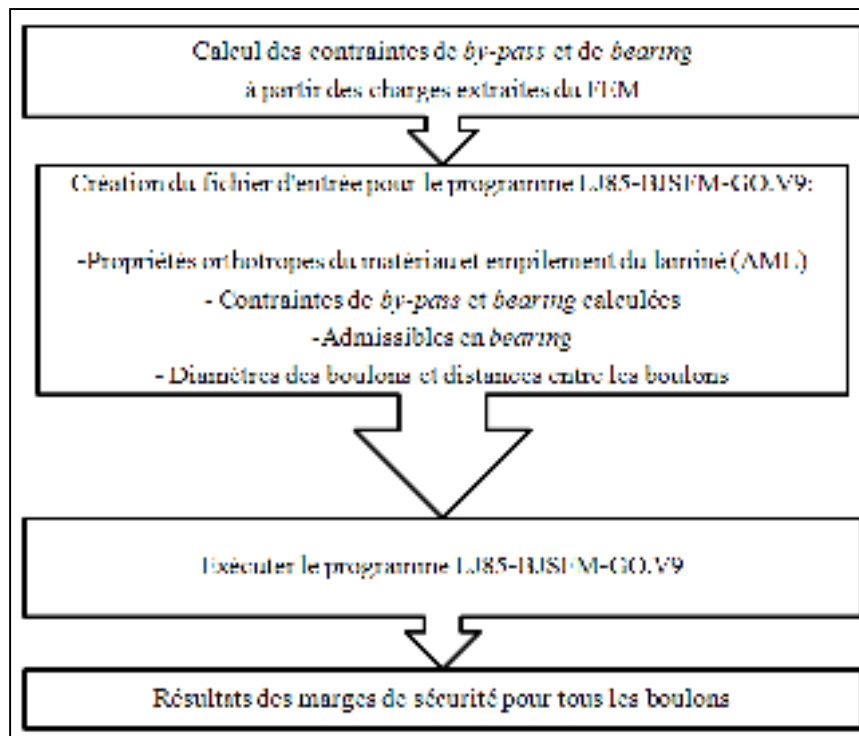 Calcul des contraintes de by-pass et de bearing
à partir des charges extraites du FEM
Création du fichier d'entrée pour le programme LJ85-BJSFM-GO.V9:
-Propriétés orthotropes du matériau et empilement du laminé (AML)
- Contraintes de by-pass et bearing calculées
-Admissibles en bearing
- Diamètres des boulons et distances entre les boulons
Exécuter le programme LJ85-BJSFM-GO.V9
Résultats des marges de sécurité pour tous les boulons